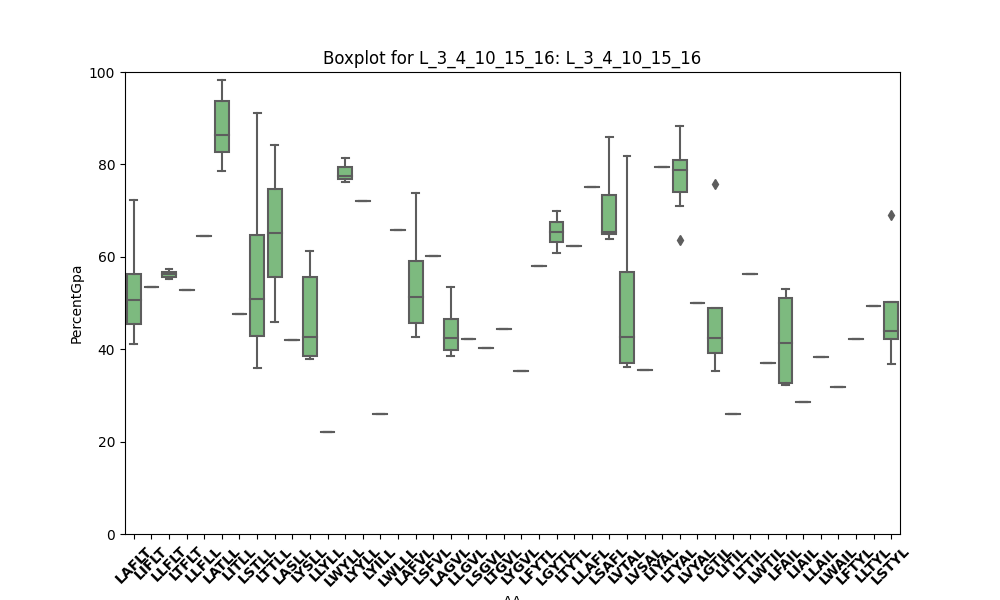 Boxplot for L_3_4_10_15_16: L_3_4_10_15_16
PercentGpa
100
80
60
40
20
0
LAFLT
LIFLT
LLFLT
LTFLT
LLFLL
LATLL
LITLL
LSTLL
LTTLL
LASLL
LYSLL
LLYLL
LWYLL
LYYLL
LYILL
LWLLL
LAFVL
LSFVL
LAGVL
LLGVL
LSGVL
LTGVL
LYGVL
LFYTL
LGYTL
LTYTL
LLAFL
LSAFL
LVTAL
LVSAL
LIYAL
LTYAL
LVYAL
LGTIL
LITIL
LTTIL
LWTIL
LFAIL
LIAIL
LLAIL
LWAIL
LFTYL
LLTYL
LSTYL
AA